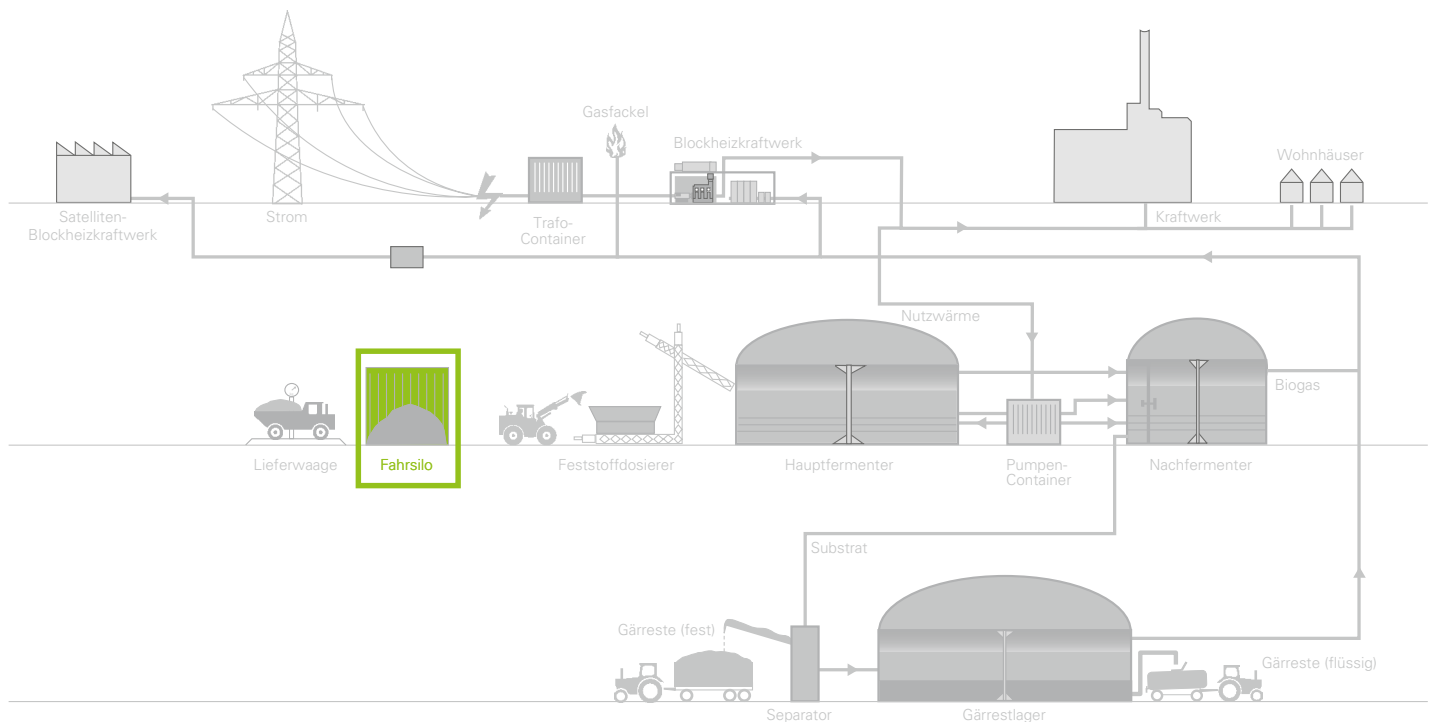 Gasfackel
Blockheizkraftwerk
Wohnhäuser
Satelliten-
Blockheizkraftwerk
Strom
Trafo-
Container
Kraftwerk
Nutzwärme
Biogas
Lieferwaage
Fahrsilo
Feststoffdosierer
Hauptfermenter
Pumpen-
Container
Nachfermenter
Substrat
Gärreste (fest)
Gärreste (flüssig)
Separator
Gärrestlager